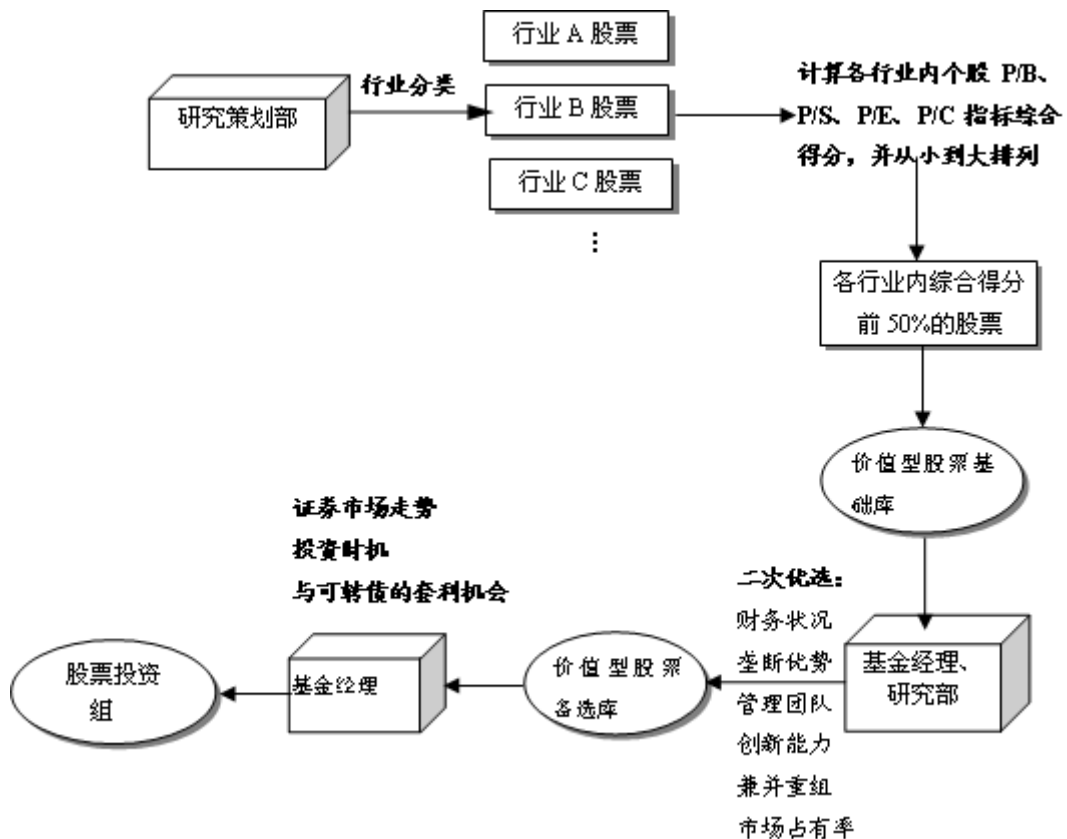 行业 A 股票
研究策划部
行业分类
行业 B 股票
计算各行业内个股 P/B、
P/S、P/E、P/C 指标综合
得分，并从小到大排列
行业 C 股票
…
各行业内综合得分
前 50%的股票
价值型股票基
础库
二次优选：
财务状况
垄断优势
管理团队
创新能力
兼并重组
市场占有率
基金经理、
研究部
价值型股票
备选库
证券市场走势
投资时机
与可转债的套利机会
基金经理
股票投资
组